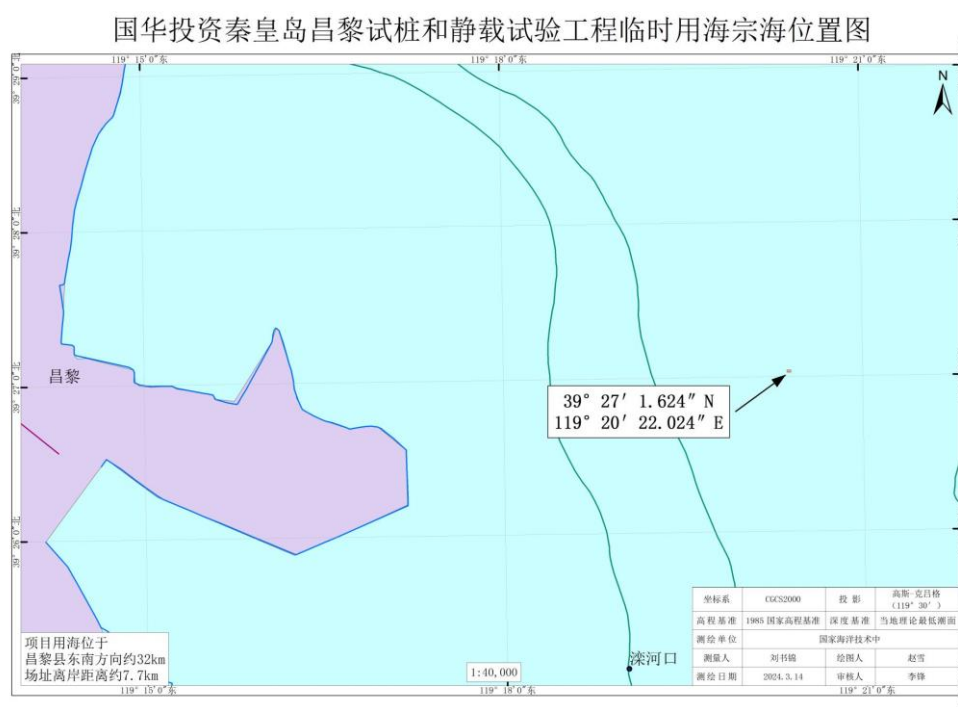 国华投资秦皇岛昌黎试桩和静载试验工程临时用海宗海位置图
119° 15′ 0″东
119° 18′ 0″东
119° 21′ 0″东
39° 29′ 0″北
N
39° 28′ 0″北
39° 27′ 0″北
昌黎
39° 27′ 1.624″ N
119° 20′ 22.024″ E
39° 26′ 0″北
坐标系 CGCS2000 投 影 高斯-克吕格
（119° 30′ ）
高程基准 1985 国家高程基准 深度基准 当地理论最低潮面
测绘单位 国家海洋技术中
测量人 刘书锦 绘图人 赵雪
测绘日期 2024.3.14 审核人 李锋
项目用海位于
昌黎县东南方向约32km
场址离岸距离约7.7km
1:40,000
滦河口
119° 15′ 0″东
119° 18′ 0″东
119° 21′ 0″东